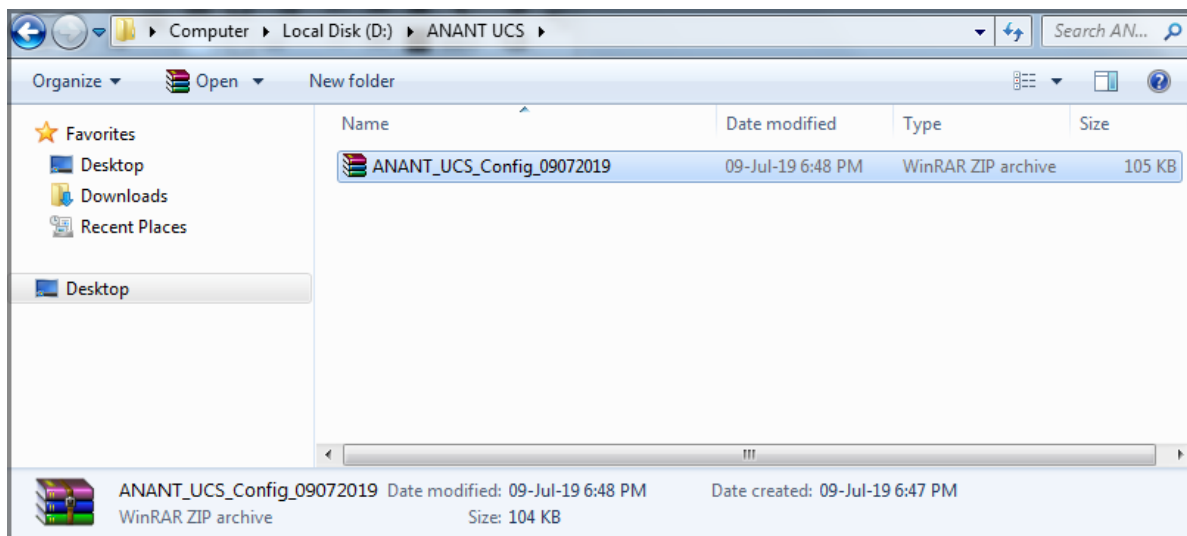 Computer Local Disk (D:) ANANT UCS Search AN...
Organize Open New folder
Favorites
Desktop
Downloads
Recent Places
Desktop
Name Date modified Type Size
ANANT_UCS_Config_09072019 09-Jul-19 6:48 PM WinRAR ZIP archive 105 KB
ANANT_UCS_Config_09072019 Date modified: 09-Jul-19 6:48 PM Date created: 09-Jul-19 6:47 PM
WinRAR ZIP archive Size: 104 KB